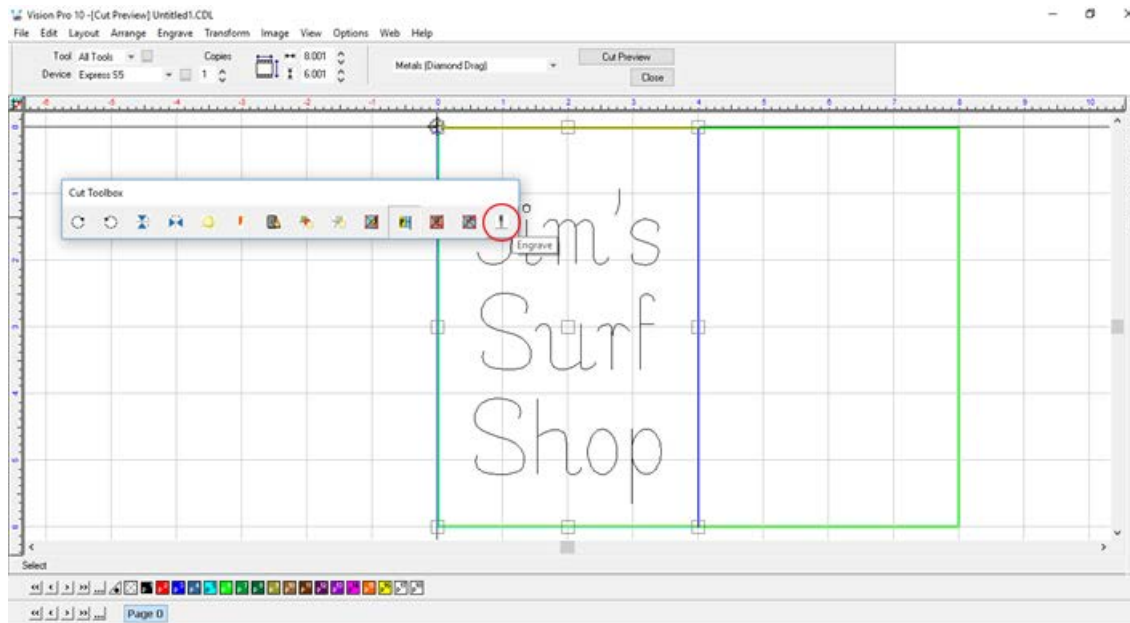 Vision Pro 10 -[Cut Preview] Untitled1.CDL
File Edit Layout Arrange Engrave Transform Image View Options Web Help
Tool All Tools Copies 8.001 Cut Preview
Device Express S5 1 6.001 Metals (Diamond Drag) Close
Cut Toolbox
Engrave
Jim's
Surf
Shop
Select
Page 0